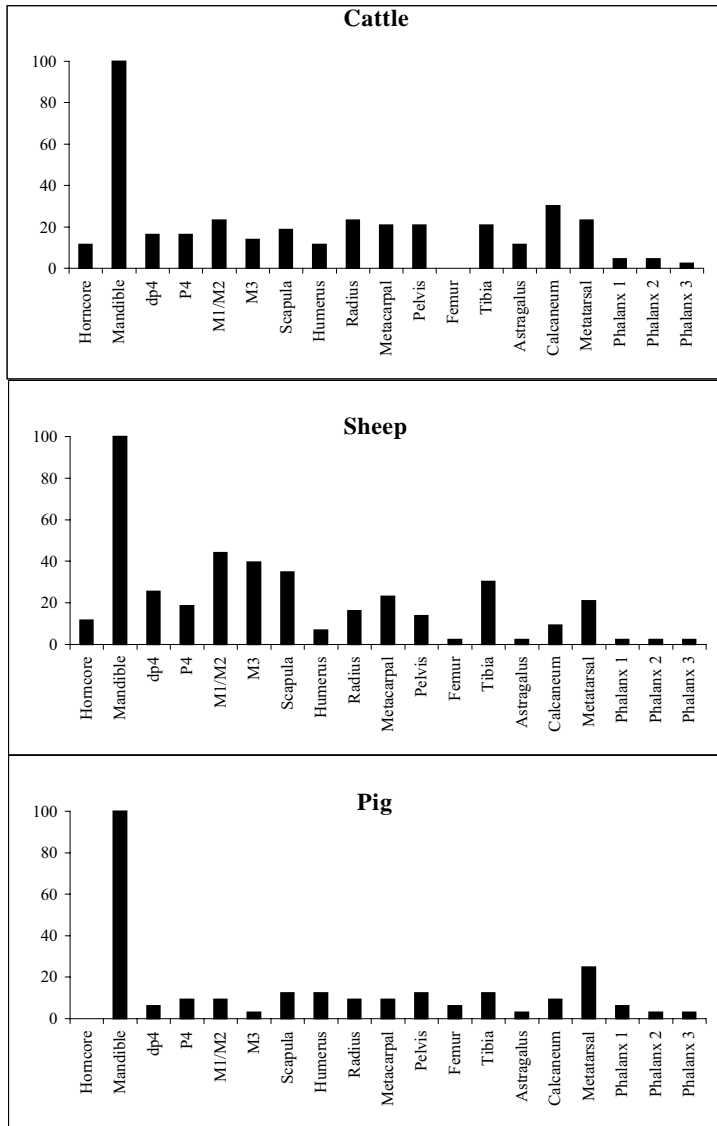 Cattle
100
80
60
40
20
0
Horncore
Mandible
dp4
P4
M1/M2
M3
Scapula
Humerus
Radius
Metacarpal
Pelvis
Femur
Tibia
Astragalus
Calcaneum
Metatarsal
Phalanx 1
Phalanx 2
Phalanx 3
Sheep
100
80
60
40
20
0
Horncore
Mandible
dp4
P4
M1/M2
M3
Scapula
Humerus
Radius
Metacarpal
Pelvis
Femur
Tibia
Astragalus
Calcaneum
Metatarsal
Phalanx 1
Phalanx 2
Phalanx 3
Pig
100
80
60
40
20
0
Horncore
Mandible
dp4
P4
M1/M2
M3
Scapula
Humerus
Radius
Metacarpal
Pelvis
Femur
Tibia
Astragalus
Calcaneum
Metatarsal
Phalanx 1
Phalanx 2
Phalanx 3